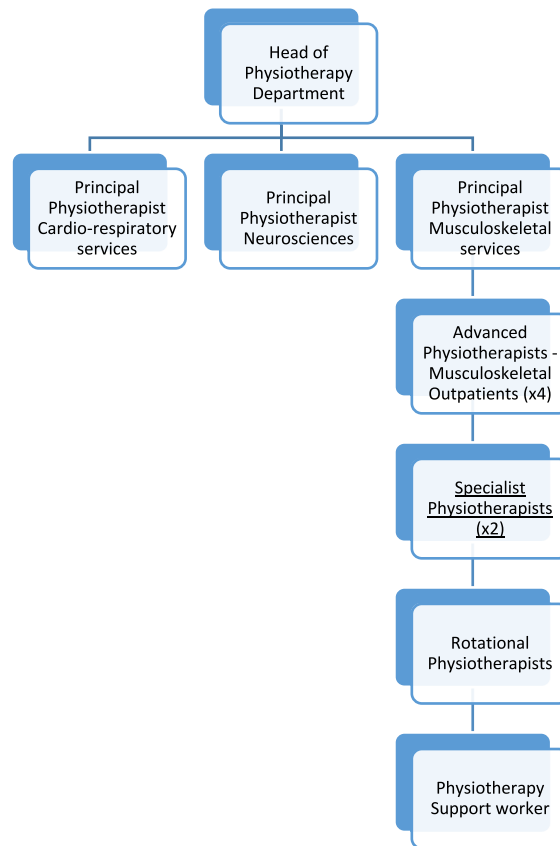 Head of
Physiotherapy
Department
Principal
Physiotherapist
Cardio-respiratory
services
Principal
Physiotherapist
Neurosciences
Principal
Physiotherapist
Musculoskeletal
services
Advanced
Physiotherapists -
Musculoskeletal
Outpatients (x4)
Specialist
Physiotherapists
(x2)
Rotational
Physiotherapists
Physiotherapy
Support worker